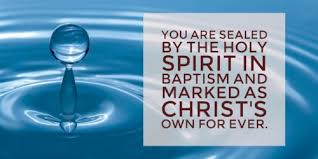 YOU ARE SEALED
BY THE HOLY
SPIRIT IN
BAPTISM AND
MARKED AS
CHRIST'S
OWN FOR EVER.